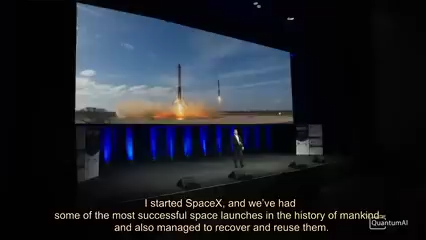 I started SpaceX, and we've had
some of the most successful space launches in the history of mankind
and also managed to recover and reuse them.
QuantumAI